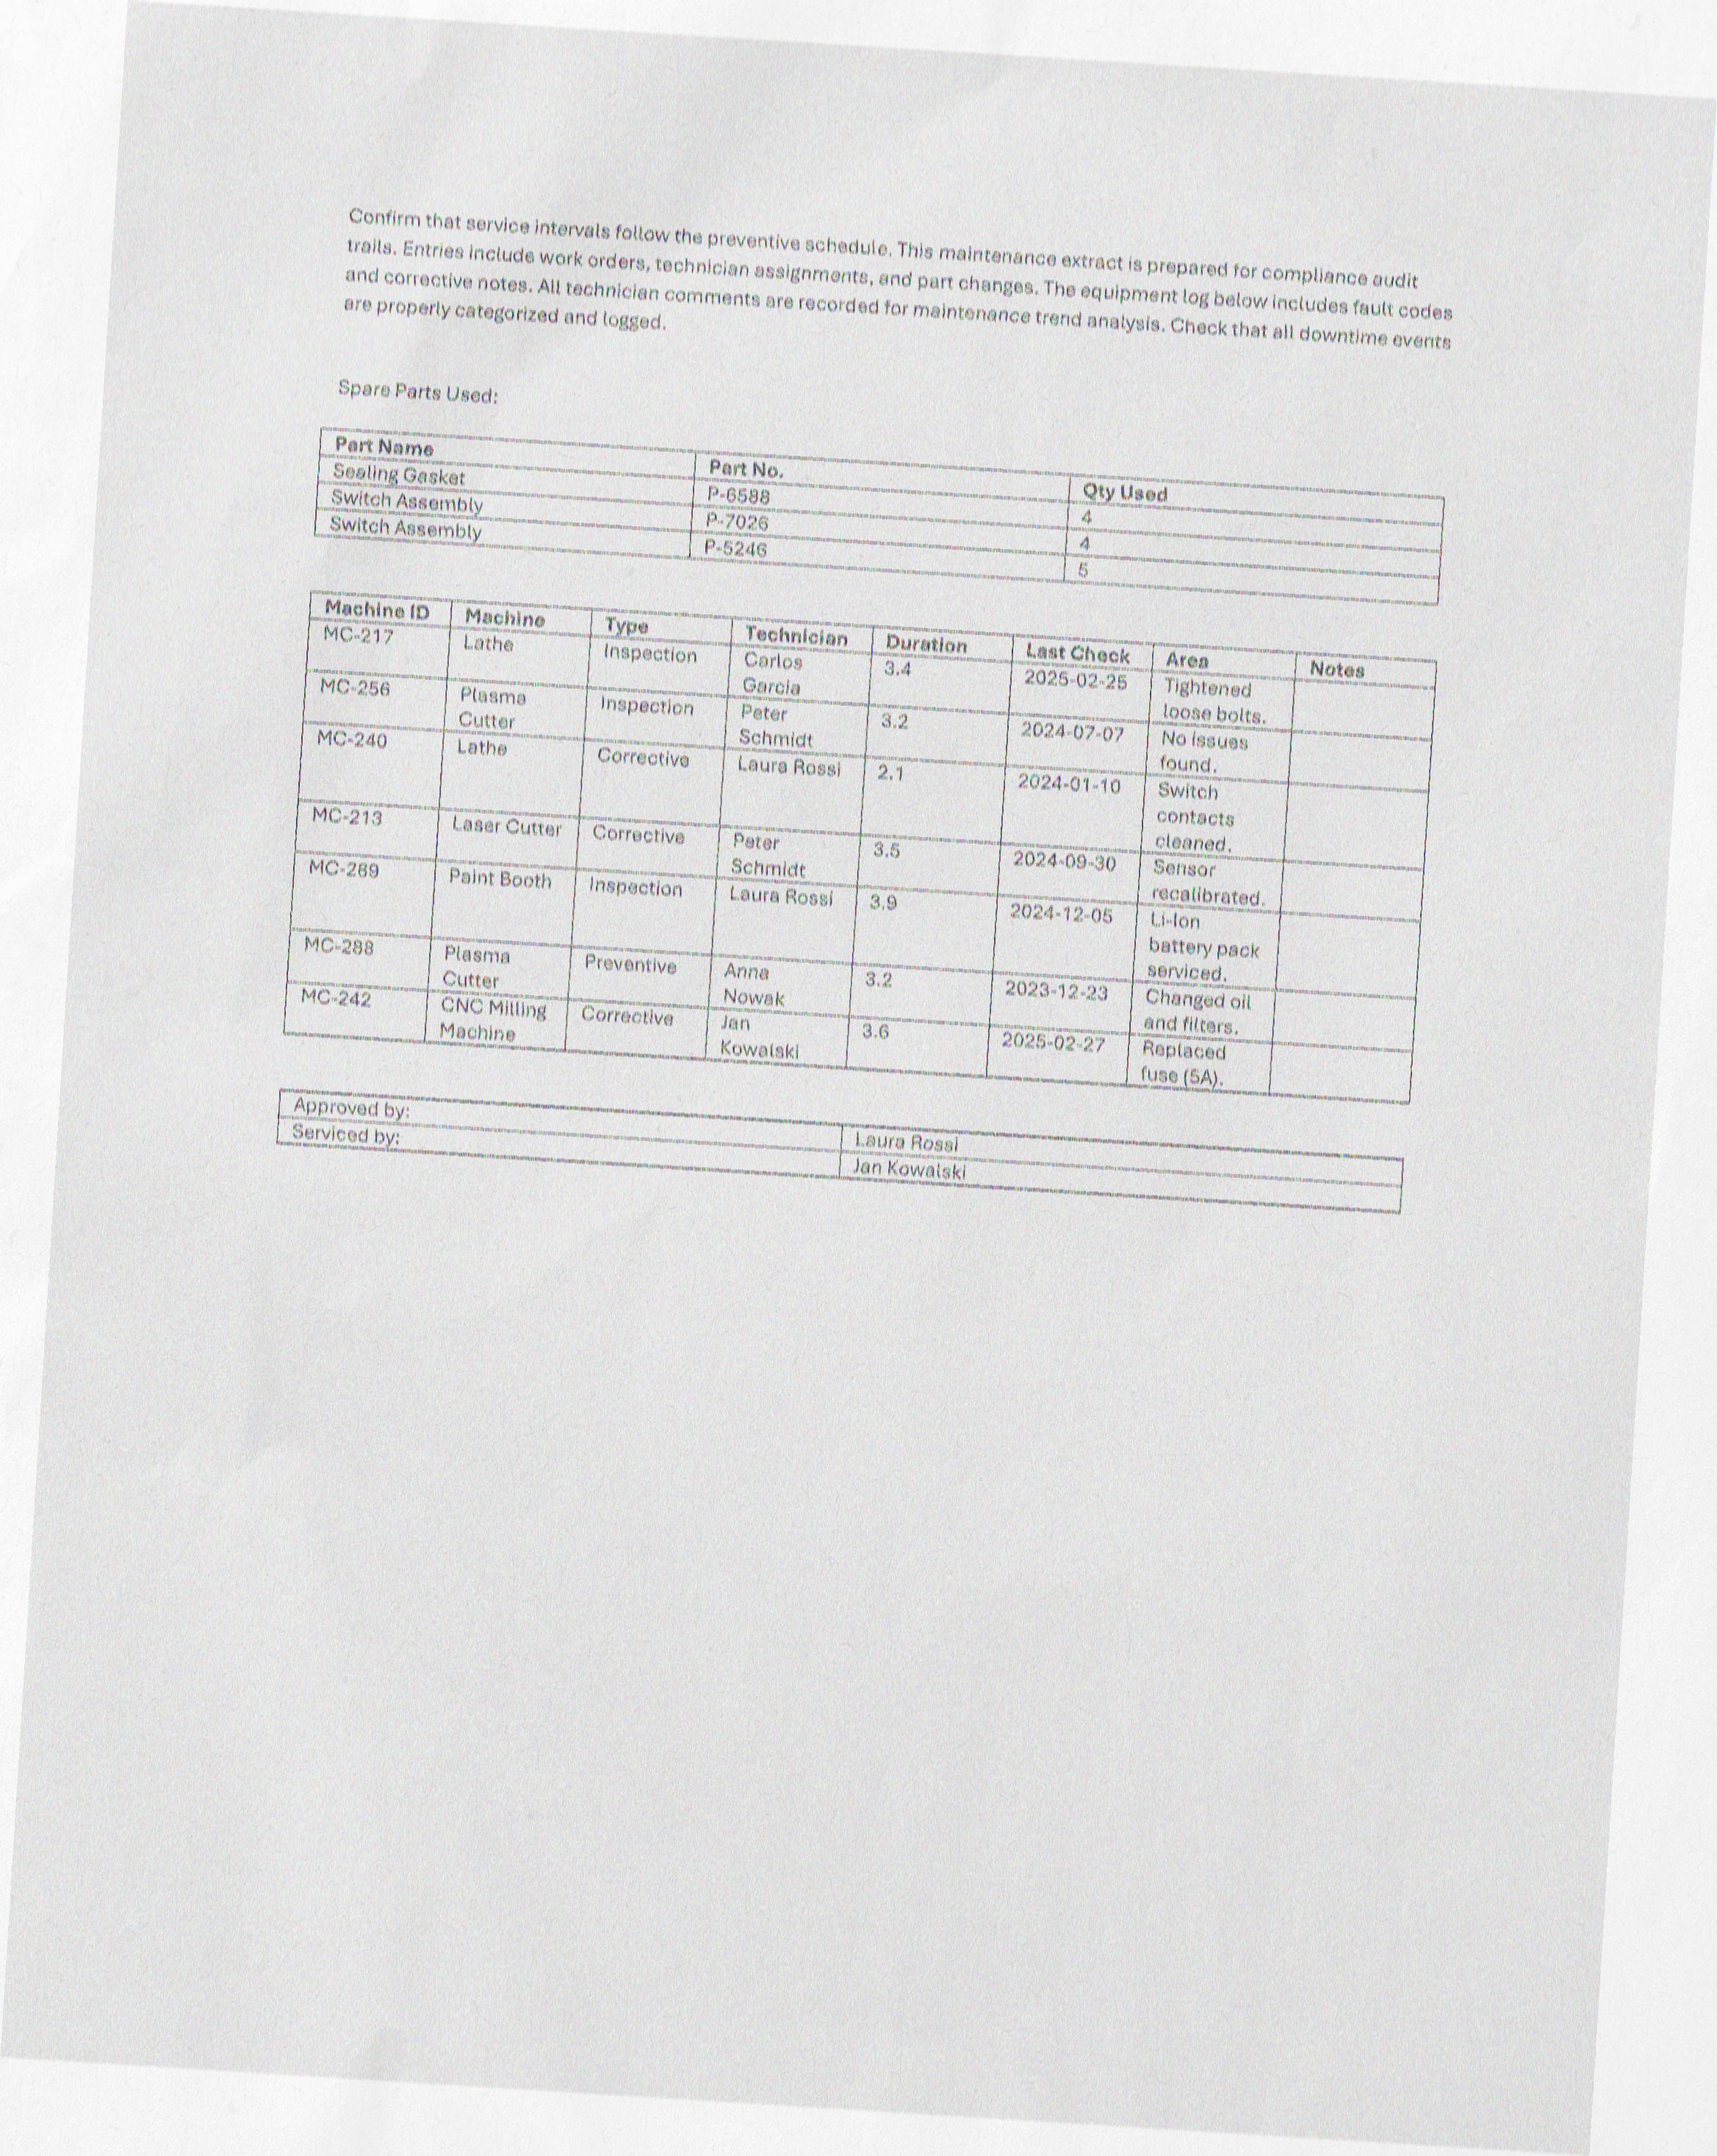 Confirm that service intervals follow the preventive schedule. This maintenance extract is prepared for compliance audit
trails. Entries include work orders, technician assignments, and part changes. The equipment log below includes fault codes
and corrective notes. All technician comments are recorded for maintenance trend analysis. Check that all downtime events
are properly categorized and logged.
Spare Parts Used:
Part Name Part No. Qty Used
Sealing Gasket P-6588 4
Switch Assembly P-7026 4
Switch Assembly P-5246 5
Machine ID Machine Type Technician Duration Last Check Area Notes
MC-217 Lathe Inspection Carlos 3.4 2025-02-25 Tightened
Garcia loose bolts.
MC-256 Plasma Inspection Peter 3.2 2024-07-07 No issues
Cutter Schmidt found.
MC-240 Lathe Corrective Laura Rossi 2.1 2024-01-10 Switch
contacts
cleaned.
MC-213 Laser Cutter Corrective Peter 3.5 2024-09-30 Sensor
Schmidt recalibrated.
MC-289 Paint Booth Inspection Laura Rossi 3.9 2024-12-05 Li-Ion
battery pack
serviced.
MC-288 Plasma Preventive Anna 3.2 2023-12-23 Changed oil
Cutter Nowak and filters.
MC-242 CNC Milling Corrective Jan 3.6 2025-02-27 Replaced
Machine Kowalski fuse (5A).
Approved by: Laura Rossi
Serviced by: Jan Kowalski